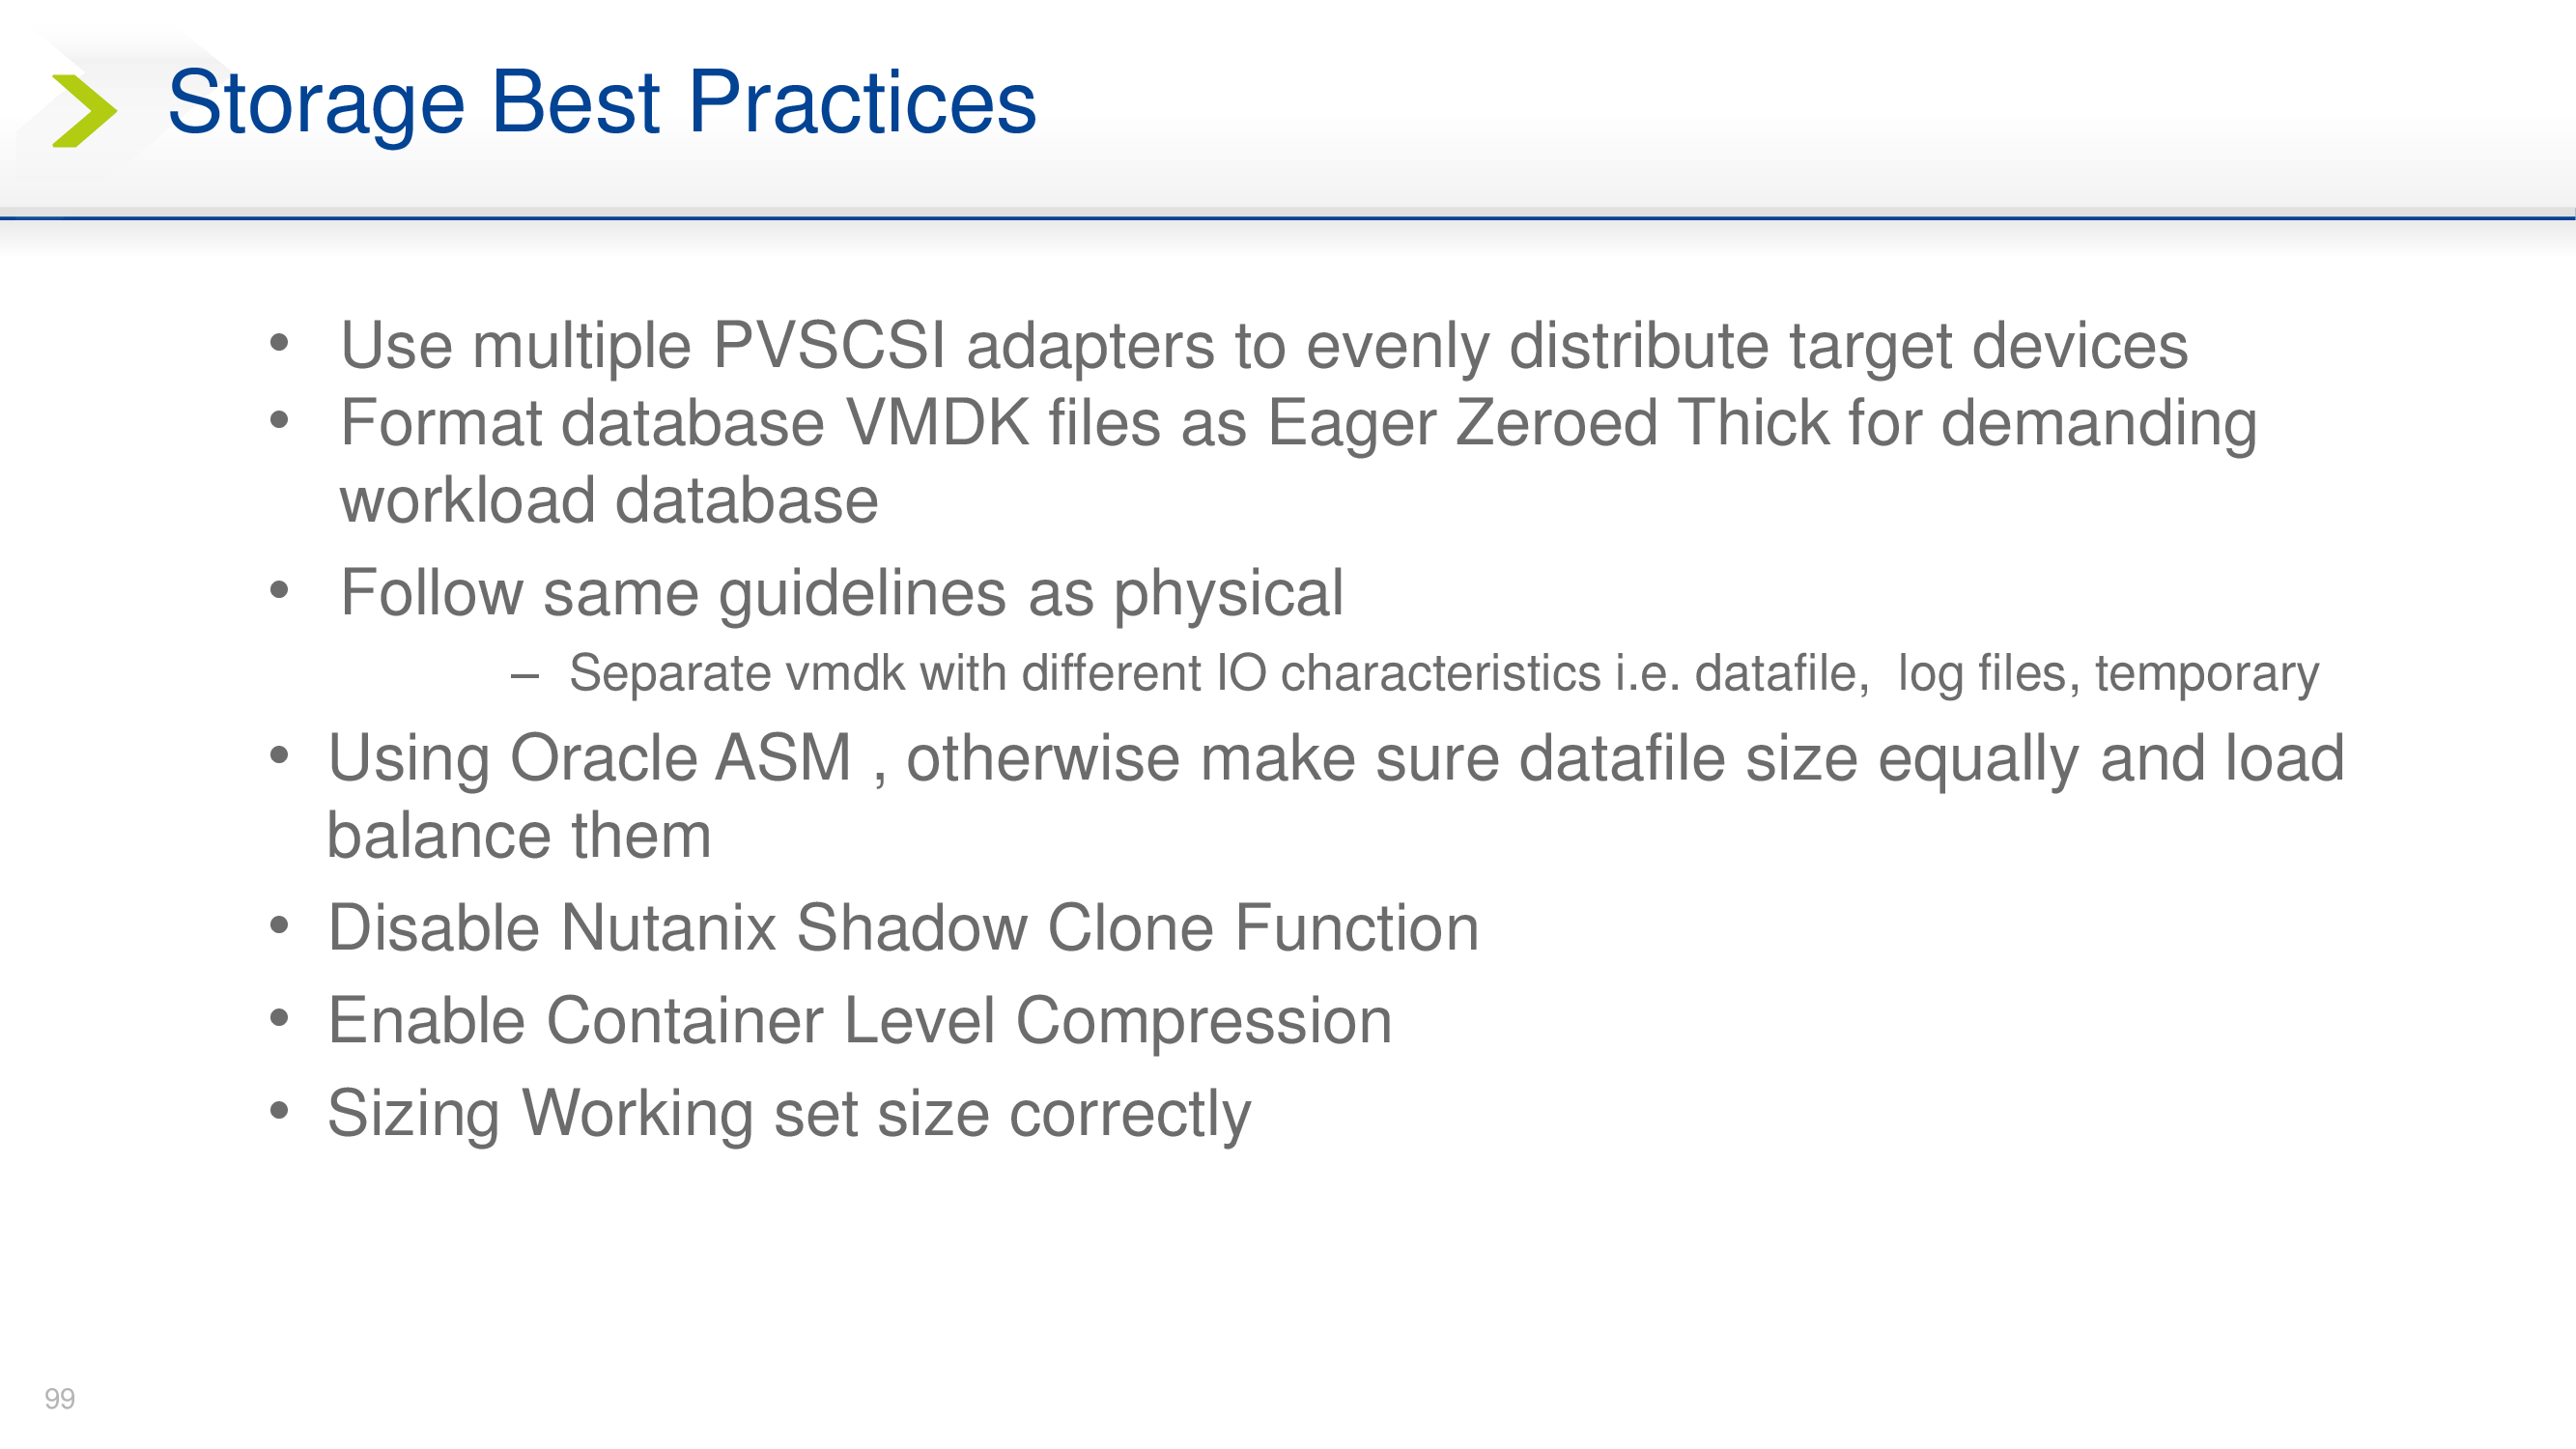 Storage Best Practices
• Use multiple PVSCSI adapters to evenly distribute target devices
• Format database VMDK files as Eager Zeroed Thick for demanding
workload database
• Follow same guidelines as physical
– Separate vmdk with different IO characteristics i.e. datafile,  log files, temporary
• Using Oracle ASM , otherwise make sure datafile size equally and load
balance them
• Disable Nutanix Shadow Clone Function
• Enable Container Level Compression
• Sizing Working set size correctly
99